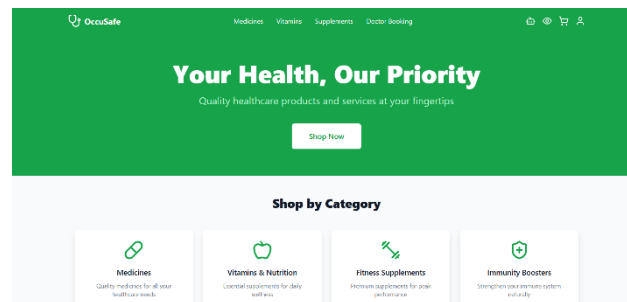 OccuSafe
Medicines Vitamins Supplements Doctor Booking
Your Health, Our Priority
Quality healthcare products and services at your fingertips
Shop Now
Shop by Category
Medicines
Quality medicines for all your
healthcare needs
Vitamins & Nutrition
Essential supplements for daily
wellness
Fitness Supplements
Premium supplements for peak
performance
Immunity Boosters
Strengthen your immune system
naturally